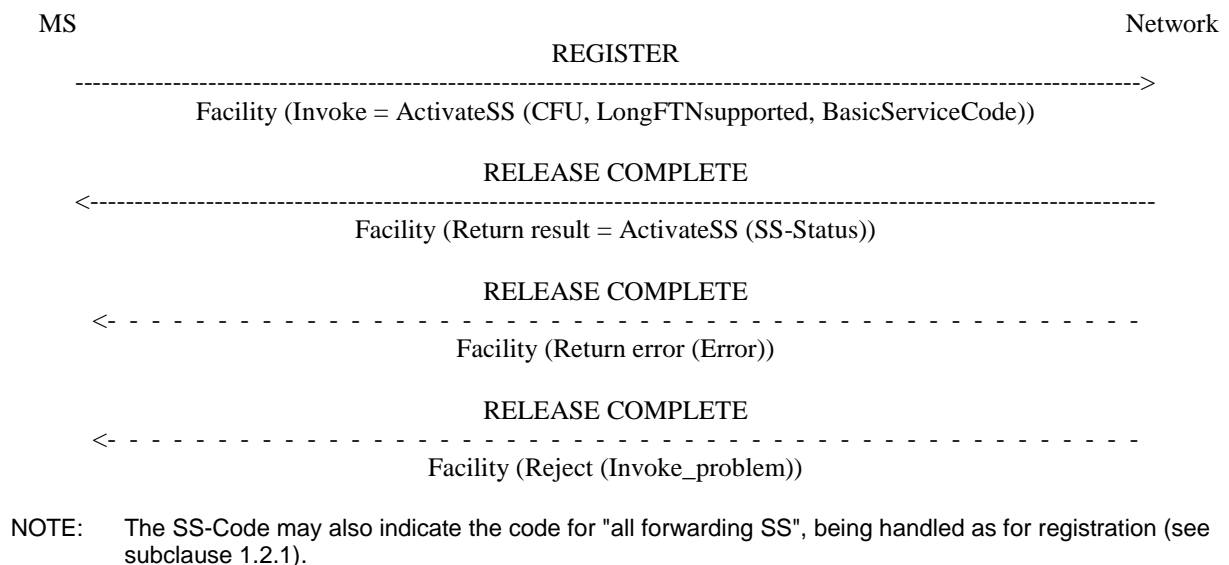 MS Network
REGISTER
------------------------------------------------------------------------------------------------------------------------>
Facility (Invoke = ActivateSS (CFU, LongFTNsupported, BasicServiceCode))
RELEASE COMPLETE
<------------------------------------------------------------------------------------------------------------------------
Facility (Return result = ActivateSS (SS-Status))
RELEASE COMPLETE
<- - - - - - - - - - - - - - - - - - - - - - - - - - - - - - - - - - - - - - - - - - - - - - - -
Facility (Return error (Error))
RELEASE COMPLETE
<- - - - - - - - - - - - - - - - - - - - - - - - - - - - - - - - - - - - - - - - - - - - - - - -
Facility (Reject (Invoke_problem))
NOTE: The SS-Code may also indicate the code for "all forwarding SS", being handled as for registration (see
subclause 1.2.1).